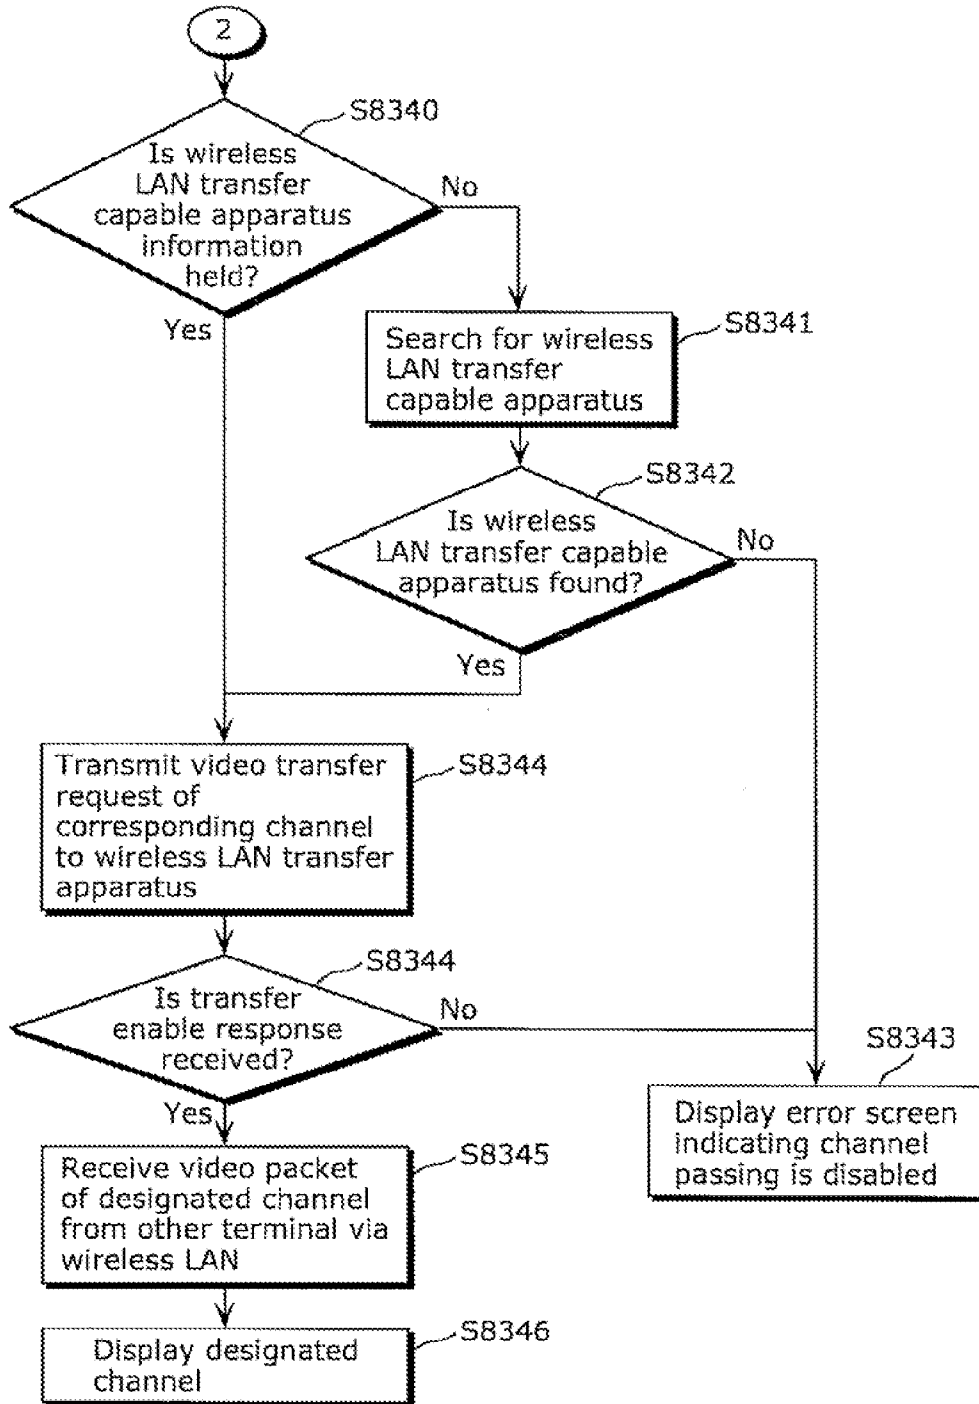 2
S8340
Is wireless
LAN transfer
capable apparatus
information
held?
No
Yes
S8341
Search for wireless
LAN transfer
capable apparatus
S8342
Is wireless
LAN transfer capable
apparatus found?
No
Yes
S8344
Transmit video transfer
request of
corresponding channel
to wireless LAN transfer
apparatus
S8344
Is transfer
enable response
received?
No
Yes
S8343
Display error screen
indicating channel
passing is disabled
S8345
Receive video packet
of designated channel
from other terminal via
wireless LAN
S8346
Display designated
channel